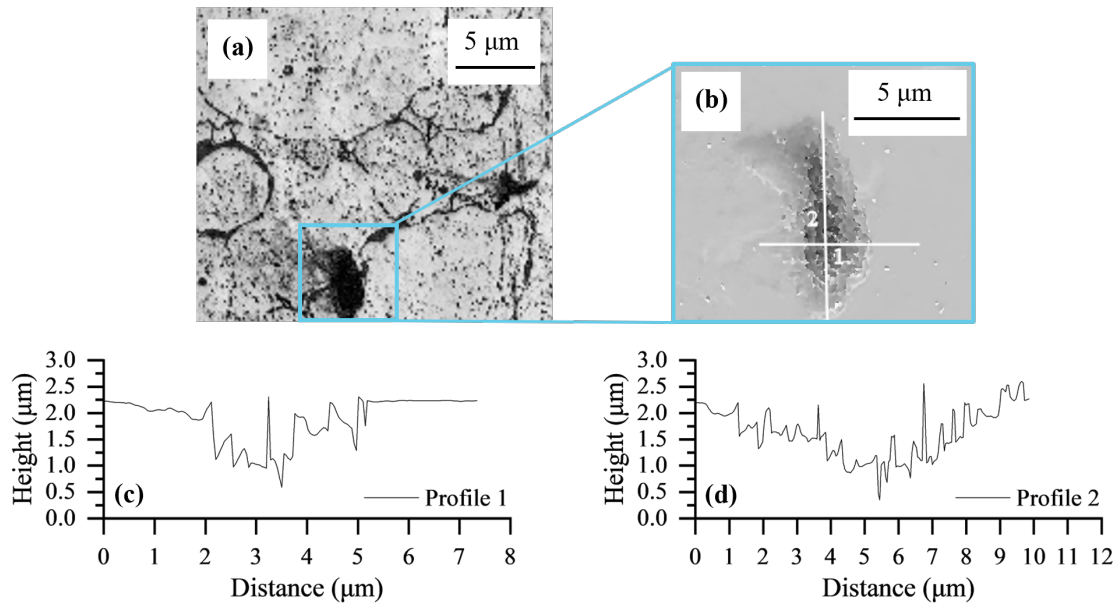 (a)
5 μm
(b)
5 μm
2
1
3.0
2.5
2.0
1.5
1.0
0.5
0.0
Height (μm)
(c)
Profile 1
0 1 2 3 4 5 6 7 8
Distance (μm)
3.0
2.5
2.0
1.5
1.0
0.5
0.0
Height (μm)
(d)
Profile 2
0 1 2 3 4 5 6 7 8 9 10 11 12
Distance (μm)